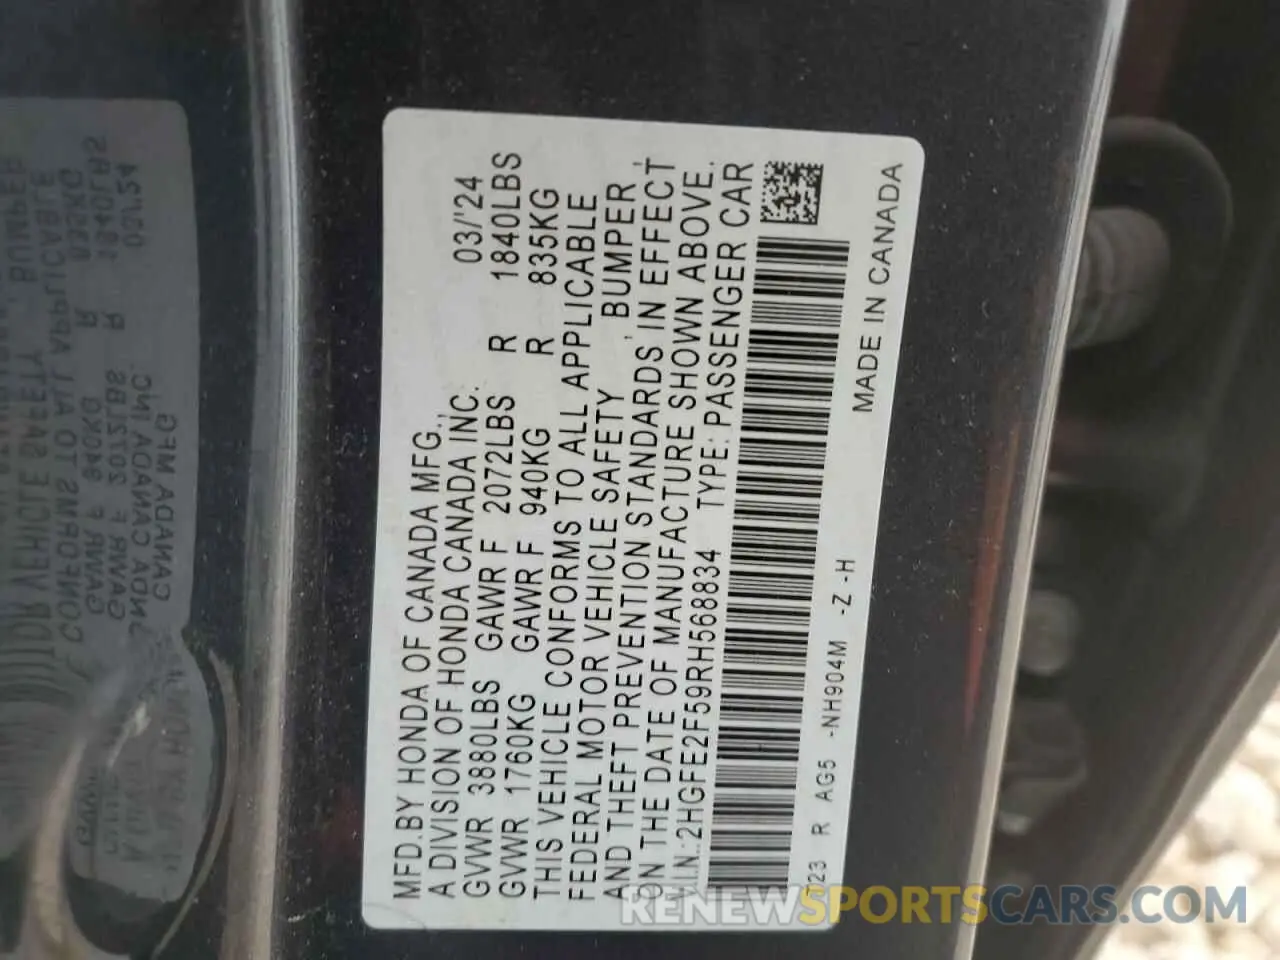 MFD.BY HONDA OF CANADA MFG., 03/'24
A DIVISION OF HONDA CANADA INC.
GVWR 3880LBS GAWR F 2072LBS R 1840LBS
GVWR 1760KG GAWR F 940KG R 835KG
THIS VEHICLE CONFORMS TO ALL APPLICABLE
FEDERAL MOTOR VEHICLE SAFETY, BUMPER,
AND THEFT PREVENTION STANDARDS IN EFFECT
ON THE DATE OF MANUFACTURE SHOWN ABOVE.
V.I.N.:2HGFE2F59RH568834 TYPE:PASSENGER CAR
T23 R AG5 -NH904M -Z -H MADE IN CANADA
RENEWSPORTSCARS.COM